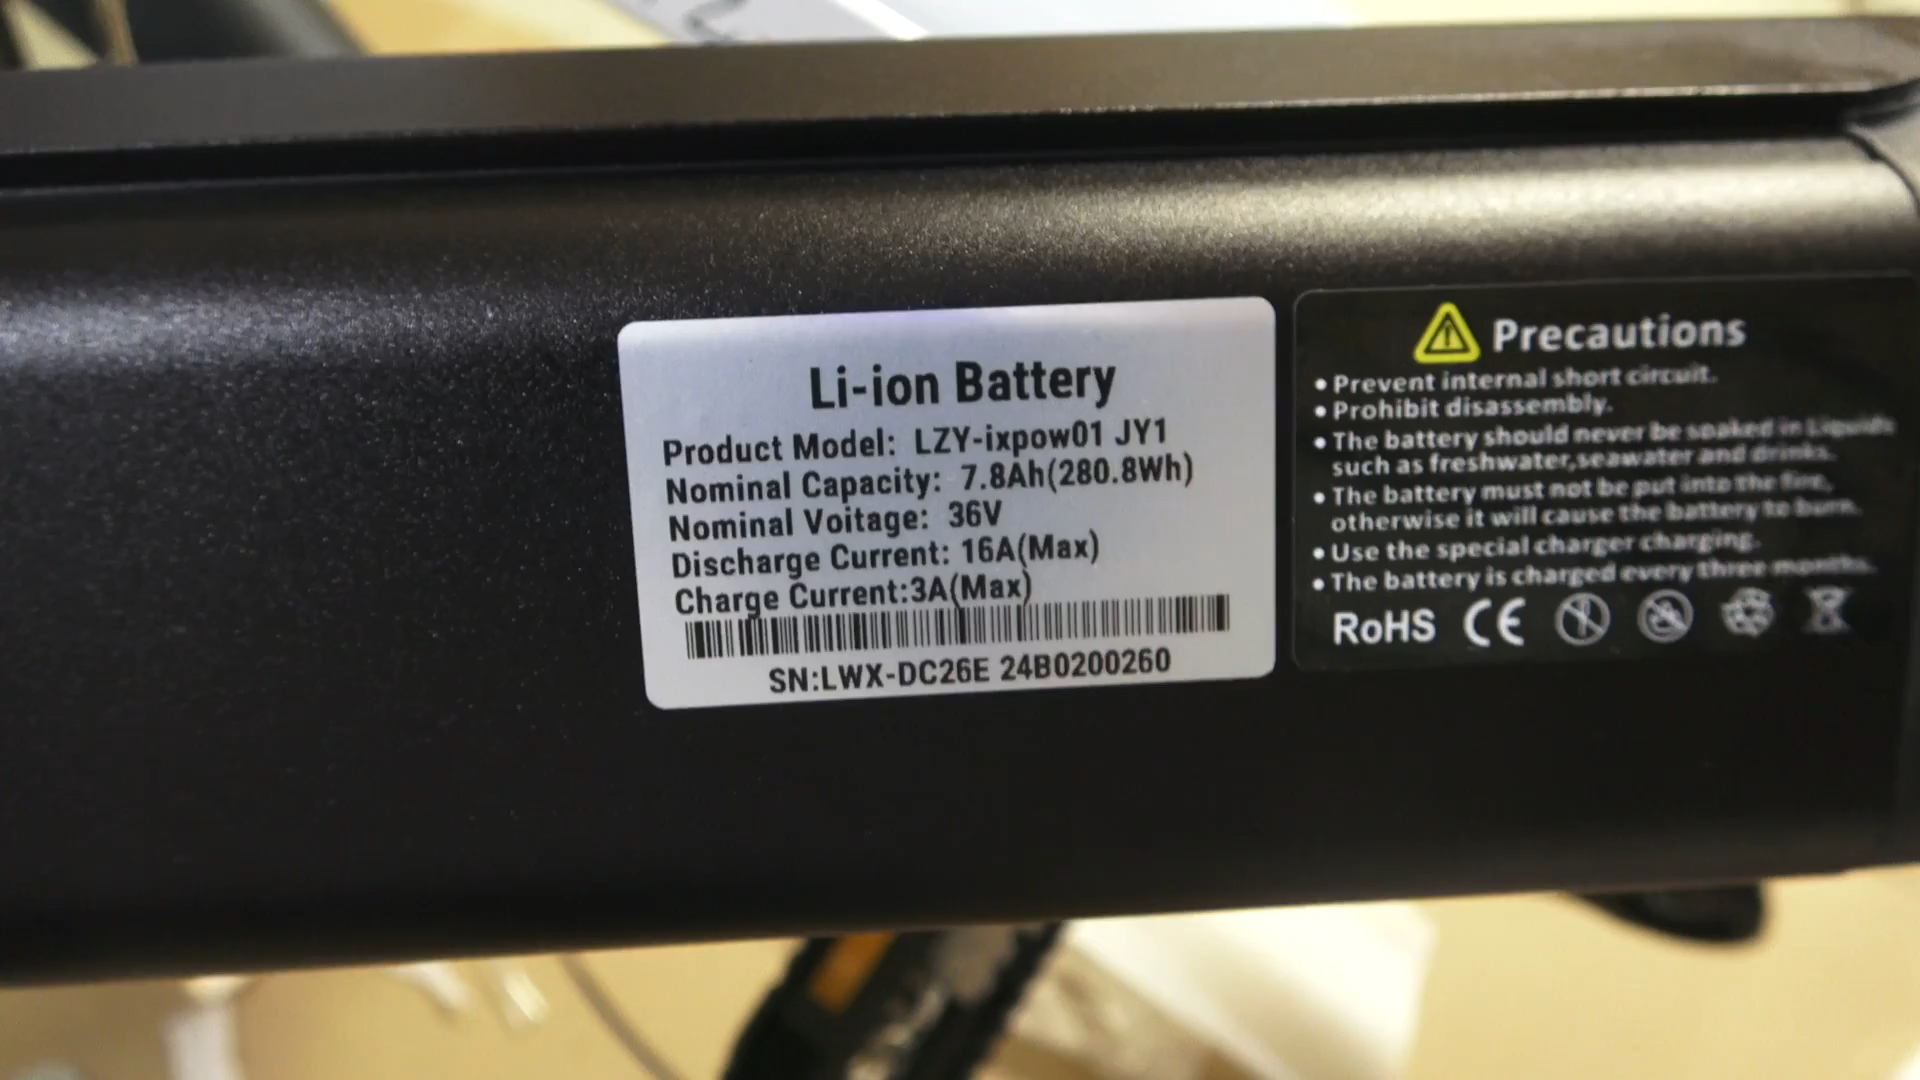 Li-ion Battery
Product Model: LZY-ixpow01 JY1
Nominal Capacity: 7.8Ah(280.8Wh)
Nominal Voitage: 36V
Discharge Current: 16A(Max)
Charge Current:3A(Max)
SN:LWX-DC26E 24B0200260
Precautions
• Prevent internal short circuit.
• Prohibit disassembly.
• The battery should never be soaked in Liquids
such as freshwater,seawater and drinks.
• The battery must not be put into the fire,
otherwise it will cause the battery to burn.
• Use the special charger charging.
• The battery is charged every three months.
RoHS CE